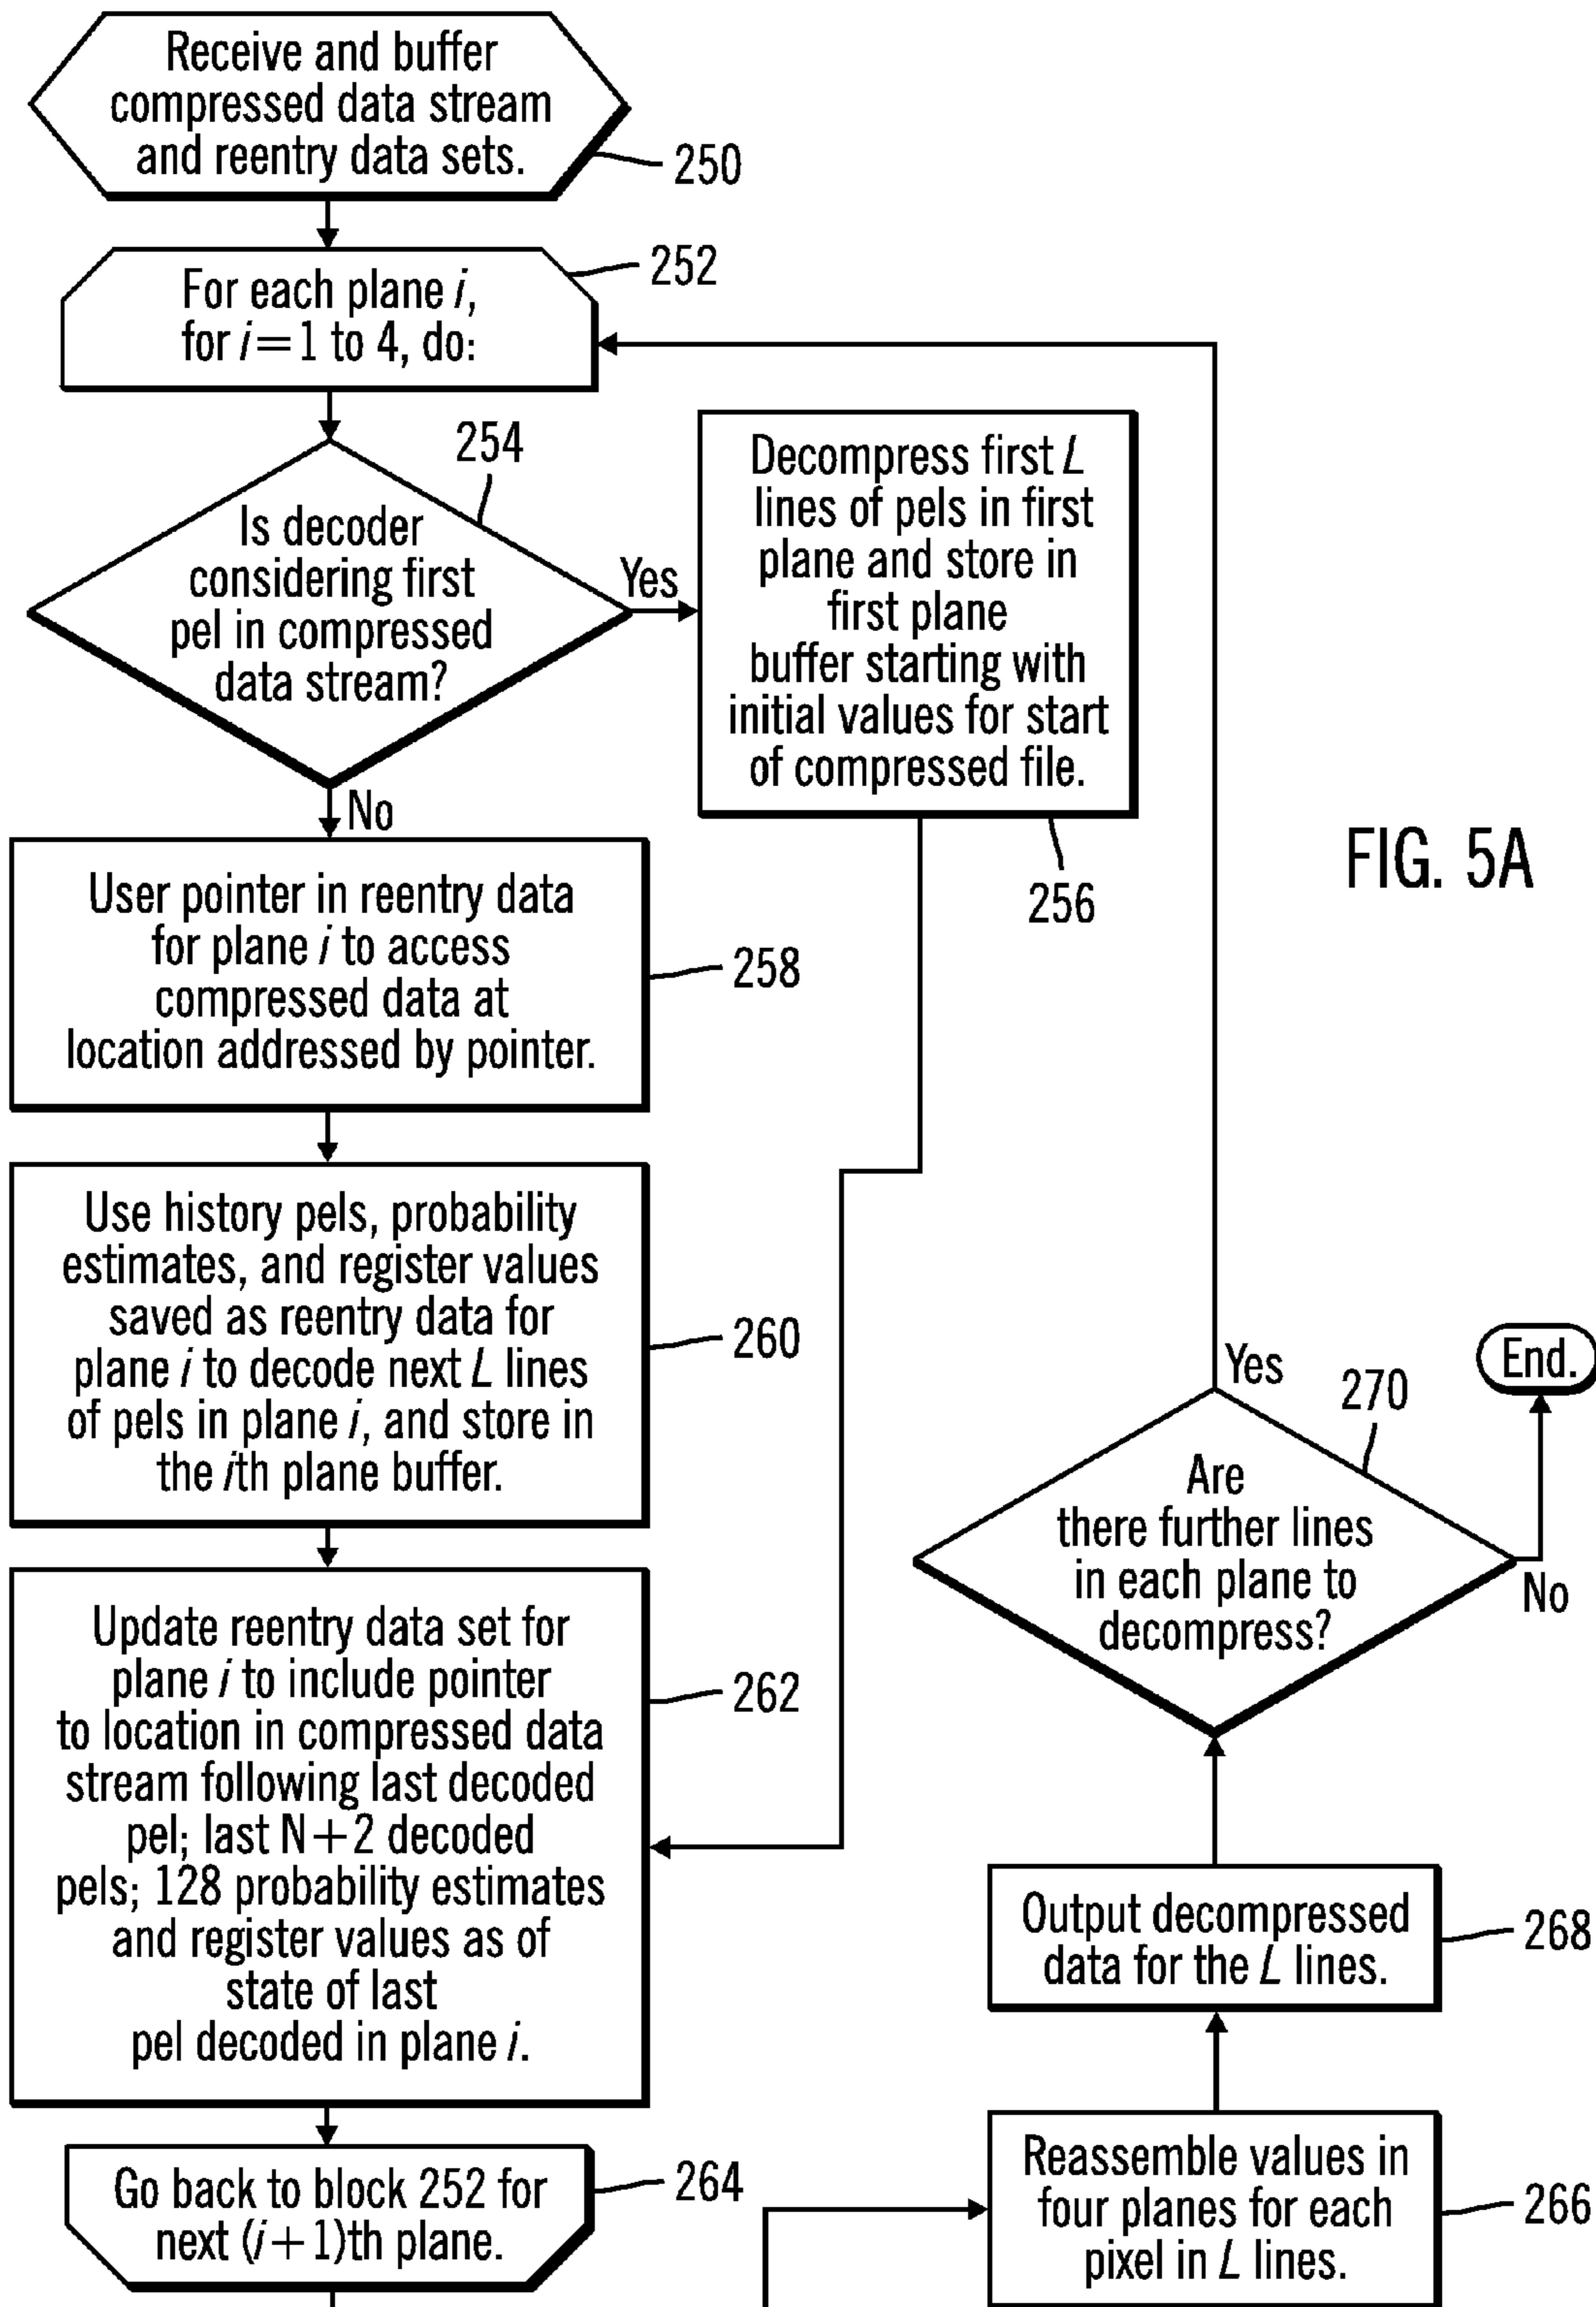 Receive and buffer
compressed data stream
and reentry data sets.
250
For each plane i,
for i=1 to 4, do:
252
254
Is decoder
considering first
pel in compressed
data stream?
Yes
No
Decompress first L
lines of pels in first
plane and store in
first plane
buffer starting with
initial values for start
of compressed file.
256
FIG. 5A
User pointer in reentry data
for plane i to access
compressed data at
location addressed by pointer.
258
Use history pels, probability
estimates, and register values
saved as reentry data for
plane i to decode next L lines
of pels in plane i, and store in
the ith plane buffer.
260
Update reentry data set for
plane i to include pointer
to location in compressed data
stream following last decoded
pel; last N+2 decoded
pels; 128 probability estimates
and register values as of
state of last
pel decoded in plane i.
262
Go back to block 252 for
next (i+1)th plane.
264
Reassemble values in
four planes for each
pixel in L lines.
266
Output decompressed
data for the L lines.
268
Are
there further lines
in each plane to
decompress?
270
Yes
No
End.